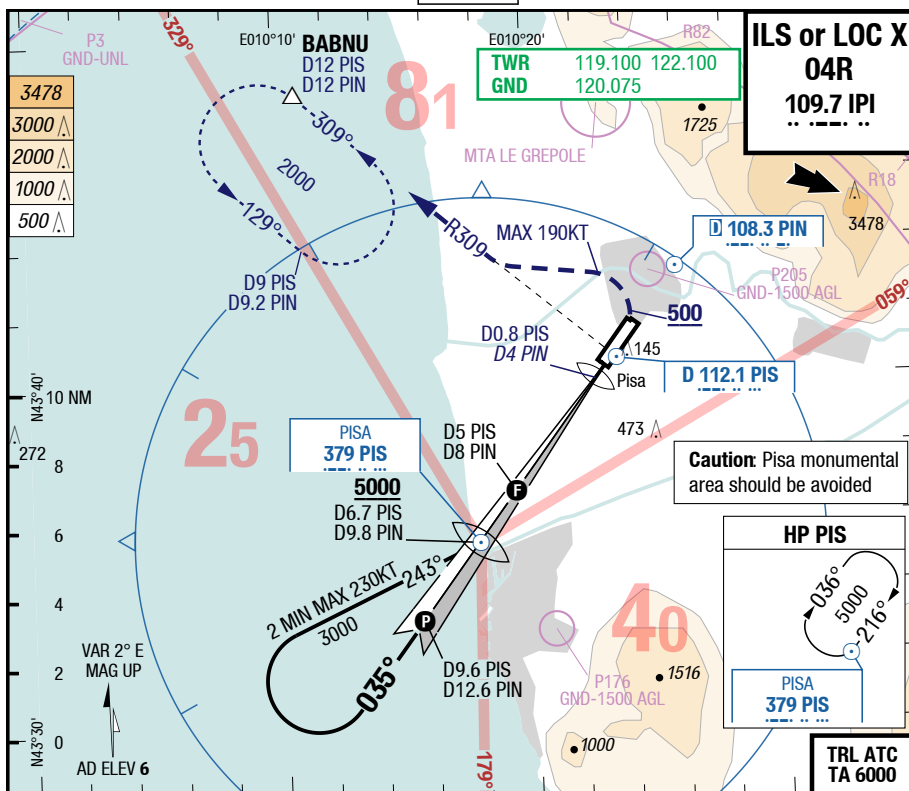 P3
GND-UNL
329°
E010°10'
BABNU
D12 PIS
D12 PIN
E010°20'
TWR 119.100 122.100
GND 120.075
R82
ILS or LOC X
04R
109.7 IPI
3478
3000
2000
1000
500
81
1725
MTA LE GREPOLE
309°
2000
129°
R18
3478
R309
MAX 190KT
D 108.3 PIN
P205
GND-1500 AGL
059°
D9 PIS
D9.2 PIN
500
D0.8 PIS
D4 PIN
145
Pisa
D 112.1 PIS
N43°40'
10 NM
25
272
PISA
379 PIS
D5 PIS
D8 PIN
473
Caution: Pisa monumental
area should be avoided
8
5000
D6.7 PIS
D9.8 PIN
F
6
HP PIS
036°
5000
216°
PISA
379 PIS
2 MIN MAX 230KT
243°
3000
4
P
40
035°
D9.6 PIS
D12.6 PIN
VAR 2° E
MAG UP
2
P176
GND-1500 AGL
1516
N43°30'
0
1000
AD ELEV 6
179°
TRL ATC
TA 6000